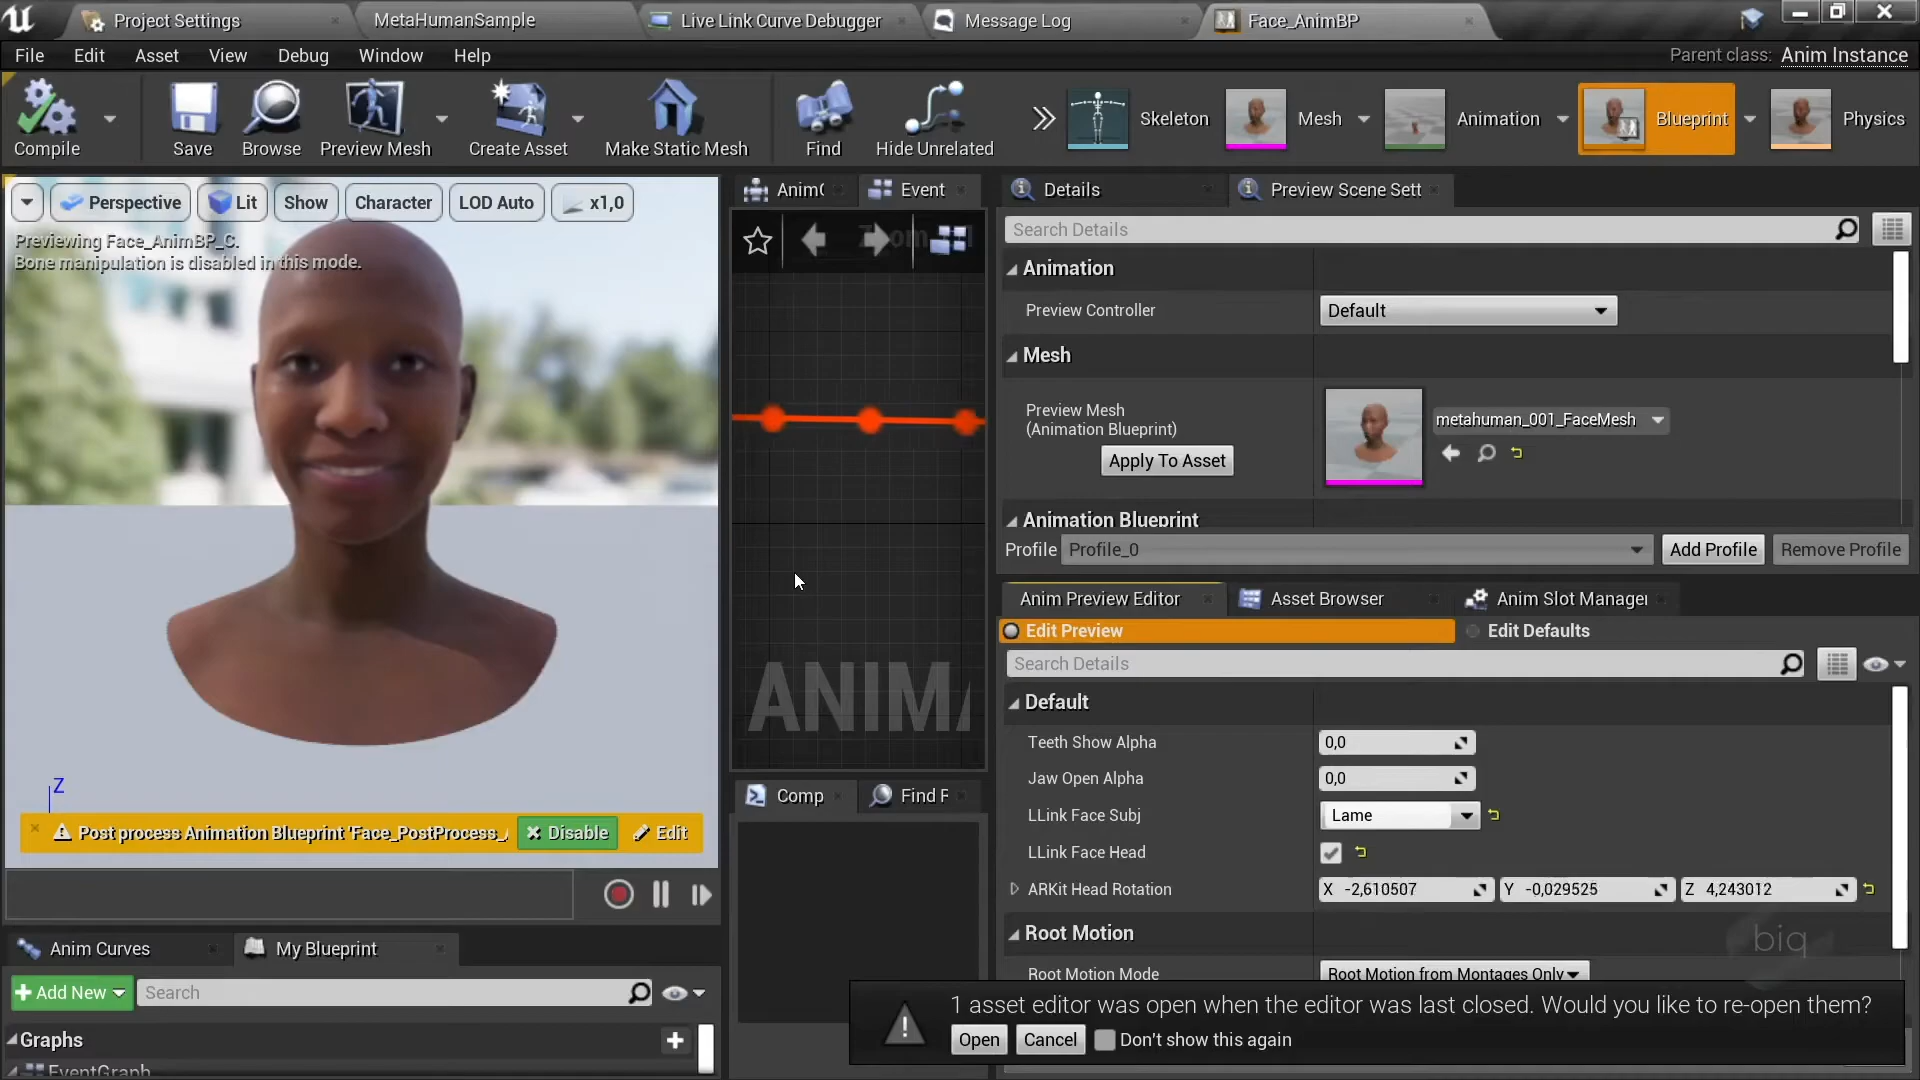 Project Settings
MetaHumanSample
Live Link Curve Debugger
Message Log
Face_AnimBP
File Edit Asset View Debug Window Help
Parent class: Anim Instance
Compile
Save
Browse
Preview Mesh
Create Asset
Make Static Mesh
Find
Hide Unrelated
Skeleton
Mesh
Animation
Blueprint
Physics
Perspective
Lit
Show
Character
LOD Auto
x1,0
Previewing Face_AnimBP_C.
Bone manipulation is disabled in this mode.
Z
Post process Animation Blueprint 'Face_PostProcess_
Disable
Edit
Anim Curves
My Blueprint
Add New
Search
Graphs
EventGraph
Event
ANIMA
Comp
Find
Details
Preview Scene Sett
Search Details
Animation
Preview Controller
Default
Mesh
Preview Mesh
(Animation Blueprint)
Apply To Asset
metahuman_001_FaceMesh
Animation Blueprint
Profile
Profile_0
Add Profile
Remove Profile
Anim Preview Editor
Asset Browser
Anim Slot Manager
Edit Preview
Edit Defaults
Search Details
Default
Teeth Show Alpha
0,0
Jaw Open Alpha
0,0
LLink Face Subj
Lame
LLink Face Head
ARKit Head Rotation
X -2,610507
Y -0,029525
Z 4,243012
Root Motion
biq
Root Motion Mode
Root Motion from Montages Only
1 asset editor was open when the editor was last closed. Would you like to re-open them?
Open
Cancel
Don't show this again